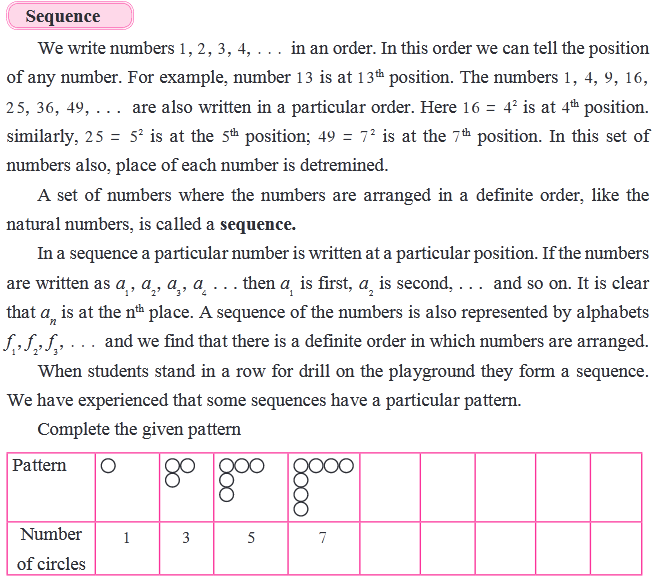 Sequence
We write numbers 1, 2, 3, 4, . . . in an order. In this order we can tell the position
of any number. For example, number 13 is at 13th position. The numbers 1, 4, 9, 16,
25, 36, 49, . . . are also written in a particular order. Here 16 = 4² is at 4th position.
similarly, 25 = 5² is at the 5th position; 49 = 7² is at the 7th position. In this set of
numbers also, place of each number is detremined.
A set of numbers where the numbers are arranged in a definite order, like the
natural numbers, is called a sequence.
In a sequence a particular number is written at a particular position. If the numbers
are written as a₁, a₂, a₃, a₄ . . . then a₁ is first, a₂ is second, . . . and so on. It is clear
that aₙ is at the nth place. A sequence of the numbers is also represented by alphabets
f₁, f₂, f₃, . . . and we find that there is a definite order in which numbers are arranged.
When students stand in a row for drill on the playground they form a sequence.
We have experienced that some sequences have a particular pattern.
Complete the given pattern
Pattern
Number of circles 1 3 5 7